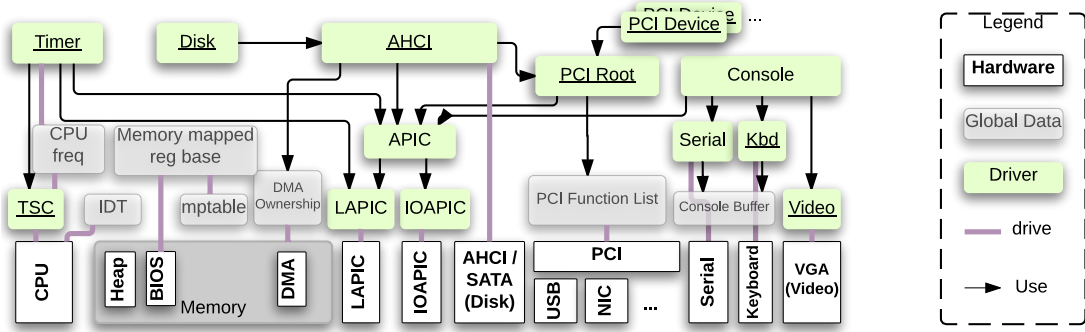 PCI Device
PCI Device
...
Timer
Disk
AHCI
PCI Root
Console
CPU
freq
Memory mapped
reg base
APIC
Serial
Kbd
TSC
IDT
mptable
DMA
Ownership
LAPIC
IOAPIC
PCI Function List
Console Buffer
Video
CPU
Heap
BIOS
DMA
Memory
LAPIC
IOAPIC
AHCI /
SATA
(Disk)
PCI
USB
NIC
...
Serial
Keyboard
VGA
(Video)
Legend
Hardware
Global Data
Driver
drive
Use